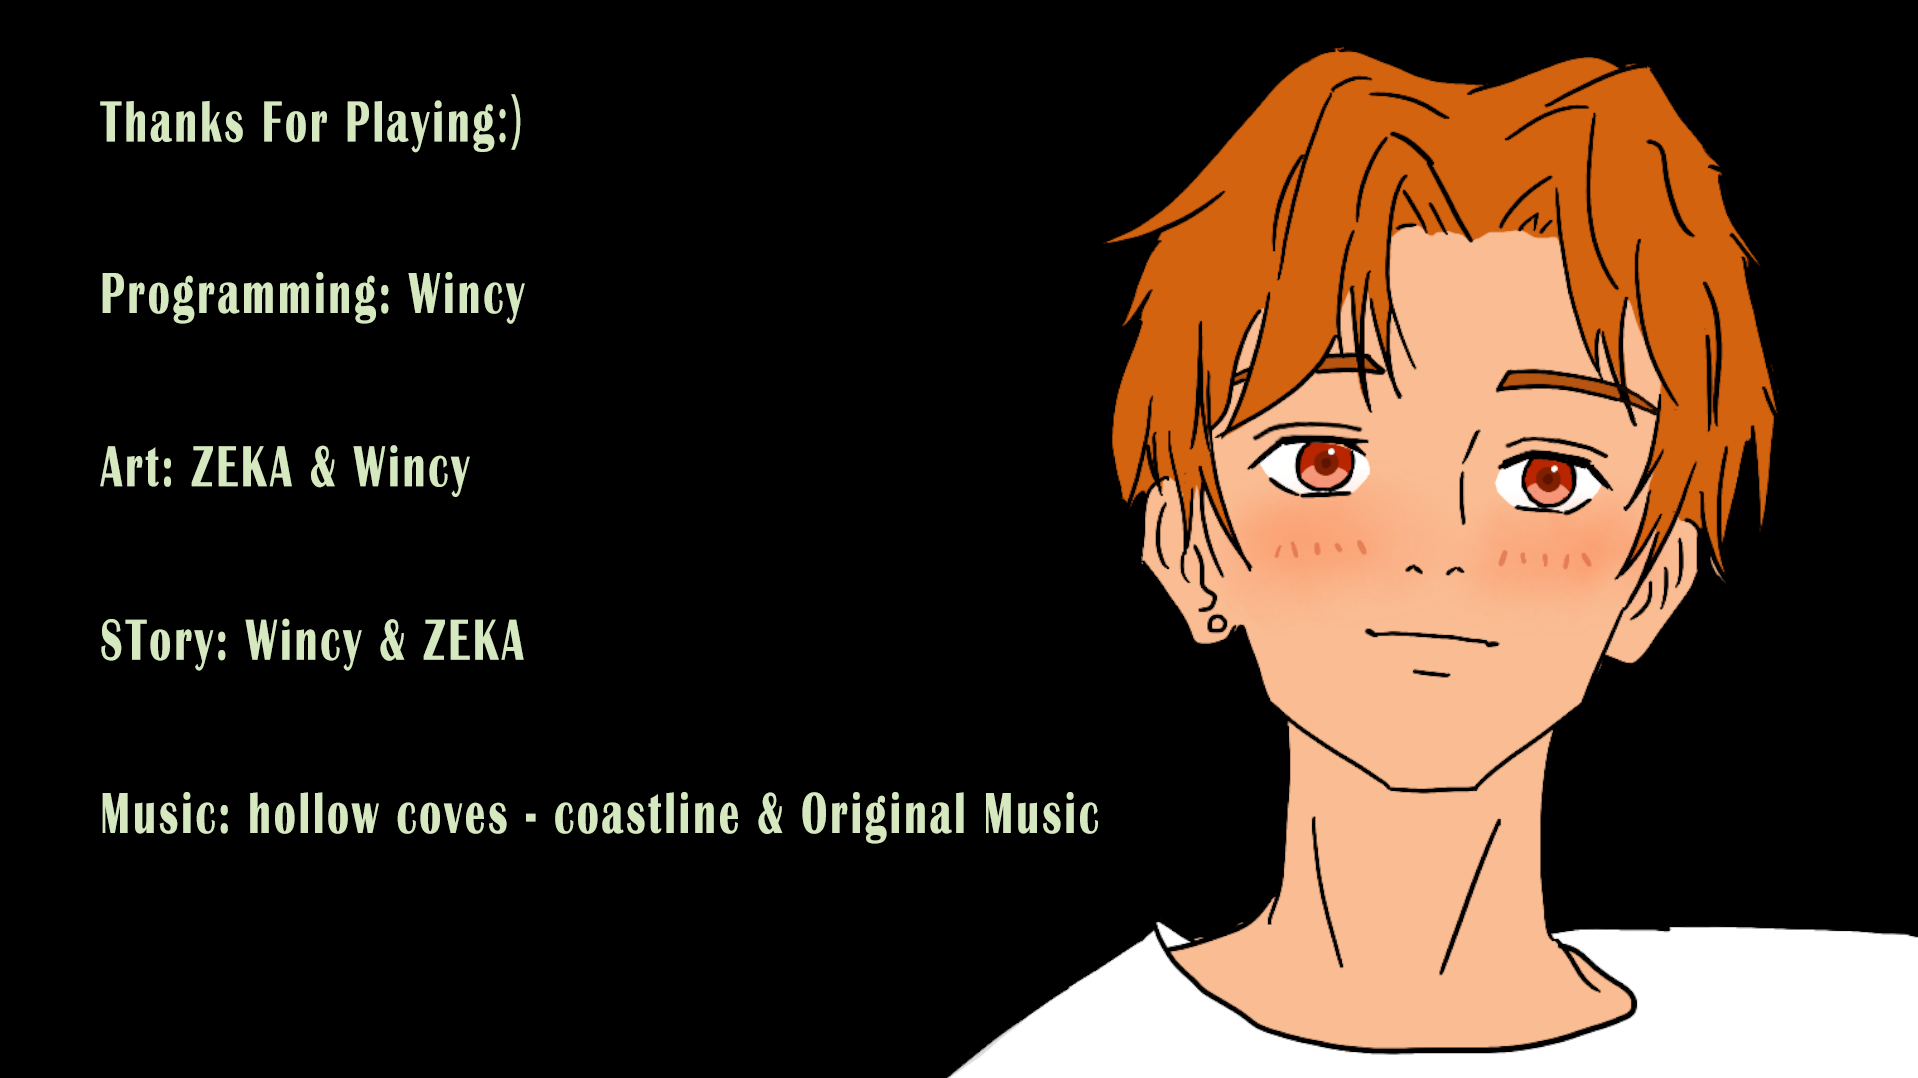 Thanks For Playing:)
Programming: Wincy
Art: ZEKA & Wincy
STory: Wincy & ZEKA
Music: hollow coves - coastline & Original Music